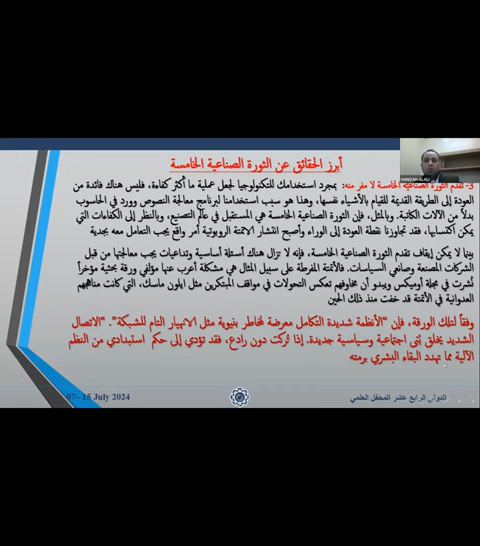 أبرز الحقائق عن الثورة الصناعية الخامسة
3- تقدم الثورة الصناعية الخامسة لا مفر منه: بمجرد استخدامك للتكنولوجيا لجعل عملية ما أكثر كفاءة، فليس هناك فائدة من
العودة إلى الطريقة القديمة للقيام بالأشياء نفسها، وهذا هو سبب استخدامنا لبرنامج معالجة النصوص وورد في الحاسوب
بدلاً من الآلات الكاتبة. وبالمثل، فإن الثورة الصناعية الخامسة هي المستقبل في عالم التصنيع، وبالنظر إلى الكفاءات التي
يمكن اكتسابها، فقد تجاوزنا نقطة العودة إلى الوراء وأصبح انتشار الأتمتة الروبوتية أمر واقع يجب التعامل معه بجدية
بينما لا يمكن إيقاف تقدم الثورة الصناعية الخامسة، فإنه لا تزال هناك أسئلة أساسية وتداعيات يجب معالجتها من قبل
الشركات المصنعة وصانعي السياسات. فالأتمتة المفرطة على سبيل المثال هي مشكلة أعرب عنها مؤلفي ورقة بحثية مؤخراً
نُشرت في مجلة أوميكس ويبدو أن مخاوفهم تعكس التحولات في مواقف المبتكرين مثل ايلون ماسك، التي كانت مناهجهم
العدوانية في الأتمتة قد خفت منذ ذلك الحين
وفقاً لتلك الورقة، فإن "الأنظمة شديدة التكامل معرضة لمخاطر بنيوية مثل الانهيار التام للشبكة". "الاتصال
الشديد يخلق بُنى اجتماعية وسياسية جديدة. إذا تُركت دون رادع، فقد تؤدي إلى حكم استبدادي من النظم
الآلية مما تهدد البقاء البشري برمته
07– 15 July 2024
الدولي الرابع عشر المحفل العلمي